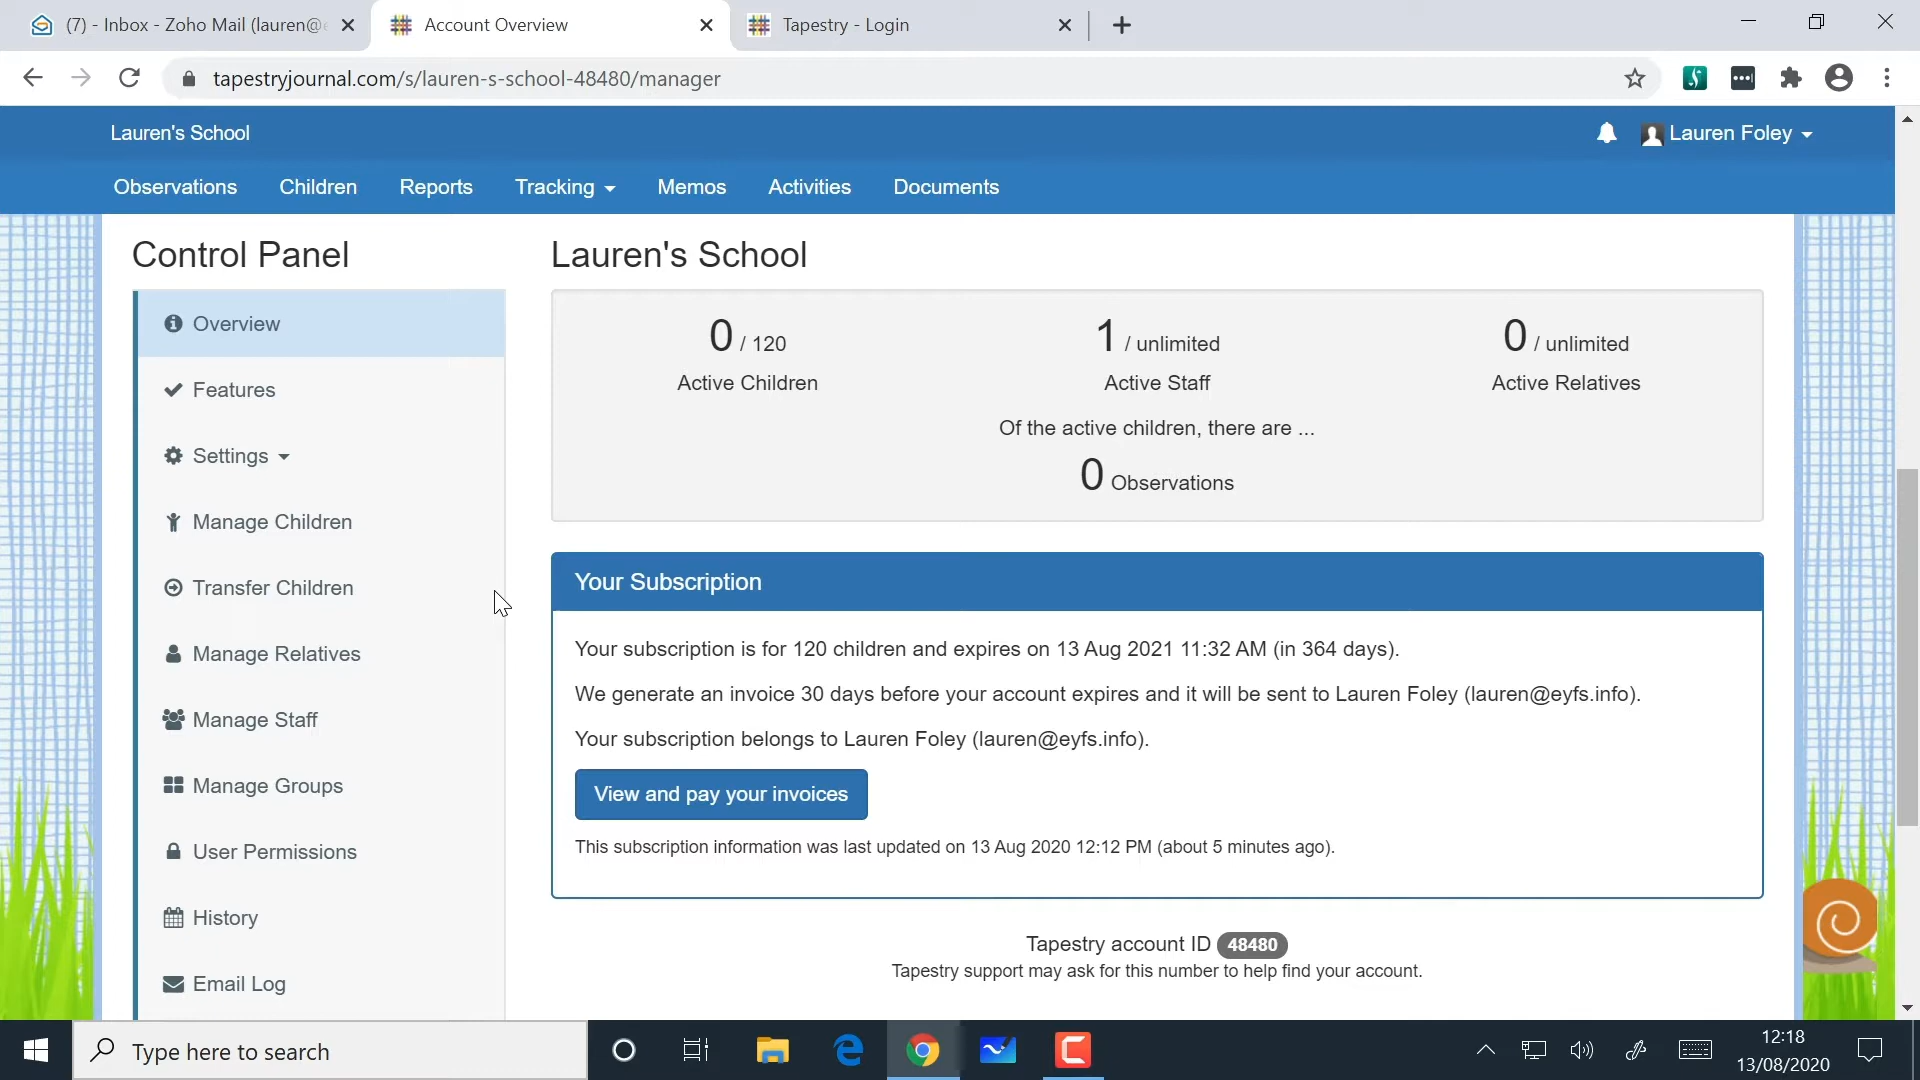 (7) - Inbox - Zoho Mail (lauren@
Account Overview
Tapestry - Login
tapestryjournal.com/s/lauren-s-school-48480/manager
Lauren's School
Lauren Foley
Observations Children Reports Tracking Memos Activities Documents
Control Panel
Overview
Features
Settings
Manage Children
Transfer Children
Manage Relatives
Manage Staff
Manage Groups
User Permissions
History
Email Log
Lauren's School
0 / 120
Active Children
1 / unlimited
Active Staff
0 / unlimited
Active Relatives
Of the active children, there are ...
0 Observations
Your Subscription
Your subscription is for 120 children and expires on 13 Aug 2021 11:32 AM (in 364 days).
We generate an invoice 30 days before your account expires and it will be sent to Lauren Foley (lauren@eyfs.info).
Your subscription belongs to Lauren Foley (lauren@eyfs.info).
View and pay your invoices
This subscription information was last updated on 13 Aug 2020 12:12 PM (about 5 minutes ago).
Tapestry account ID 48480
Tapestry support may ask for this number to help find your account.
Type here to search
12:18
13/08/2020